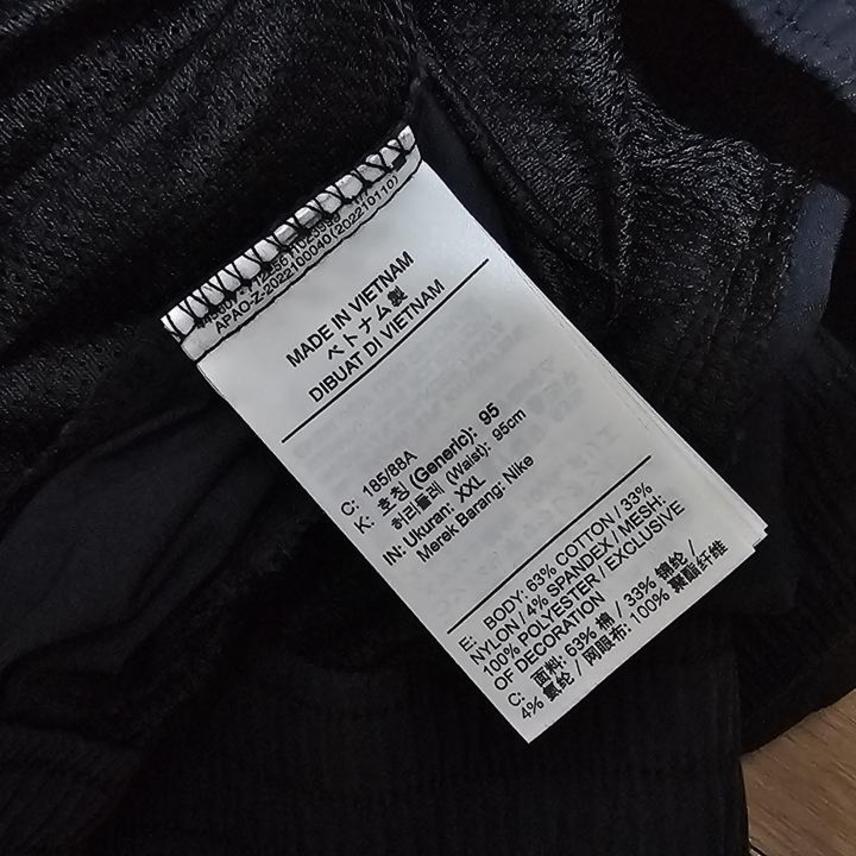 APAO-Z-2022100040(202210110)
MADE IN VIETNAM
ベトナム製
DIBUAT DI VIETNAM
C: 185/88A
K: 호칭 (Generic): 95
허리둘레 (Waist): 95cm
IN: Ukuran: XXL
Merek Barang: Nike
E: BODY: 63% COTTON / 33%
NYLON / 4% SPANDEX / MESH:
100% POLYESTER / EXCLUSIVE
OF DECORATION
C: 面料: 63% 棉 / 33% 锦纶 /
4% 氨纶 / 网眼布: 100% 聚酯纤维